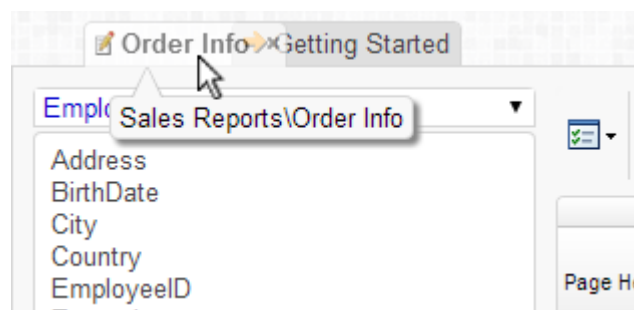 Order Info Getting Started
Sales Reports\Order Info
Address
BirthDate
City
Country
EmployeeID
Page